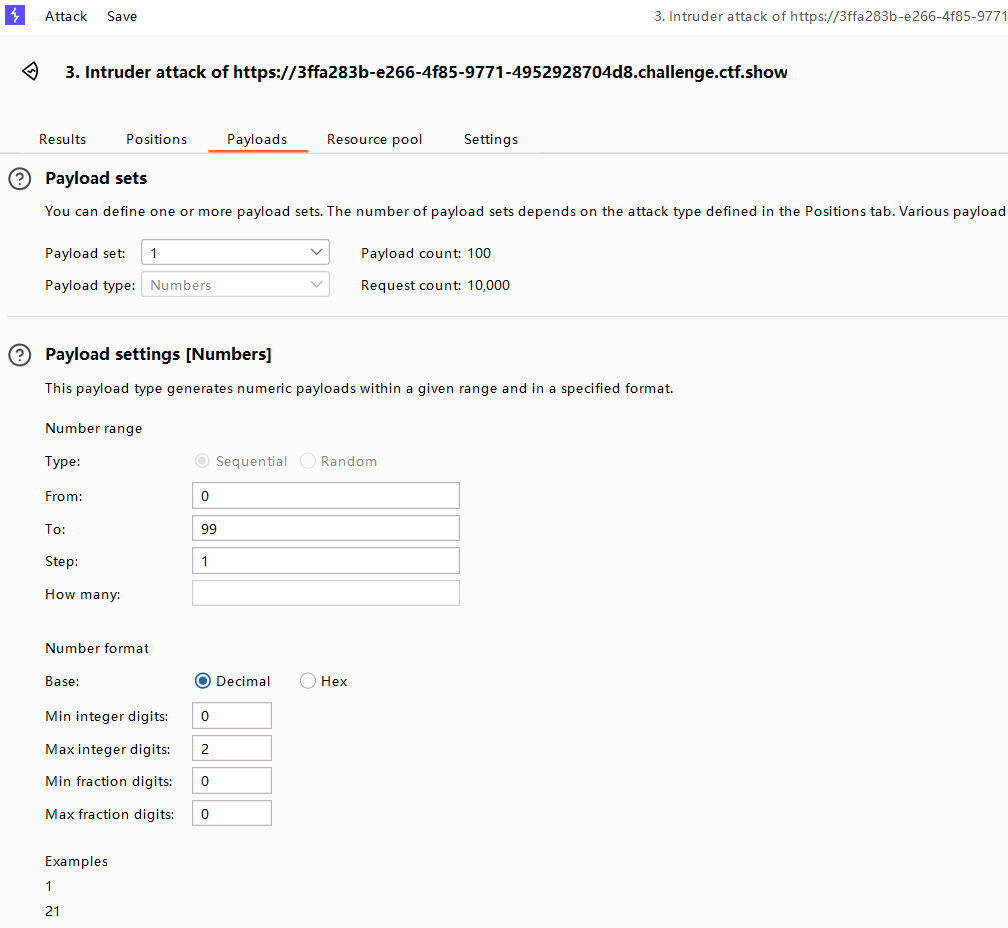 Attack Save 3. Intruder attack of https://3ffa283b-e266-4f85-9771
3. Intruder attack of https://3ffa283b-e266-4f85-9771-4952928704d8.challenge.ctf.show
Results Positions Payloads Resource pool Settings
? Payload sets
You can define one or more payload sets. The number of payload sets depends on the attack type defined in the Positions tab. Various payload
Payload set: 1 Payload count: 100
Payload type: Numbers Request count: 10,000
? Payload settings [Numbers]
This payload type generates numeric payloads within a given range and in a specified format.
Number range
Type: Sequential Random
From: 0
To: 99
Step: 1
How many:
Number format
Base: Decimal Hex
Min integer digits: 0
Max integer digits: 2
Min fraction digits: 0
Max fraction digits: 0
Examples
1
21